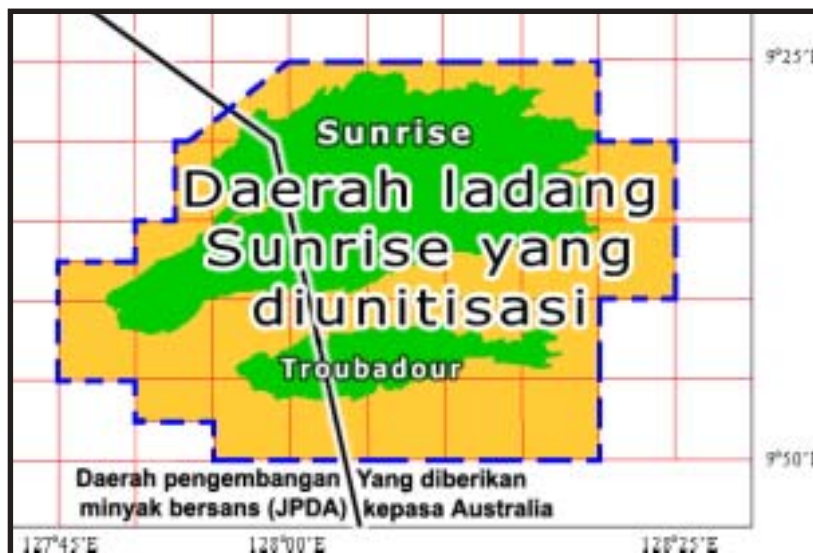 9°25'E
Sunrise
Daerah ladang
Sunrise yang
diunitisasi
Troubadour
Daerah pengembangan
minyak bersans (JPDA)
Yang diberikan
kepasa Australia
9°50'E
127°45'E 128°00'E 128°25'E